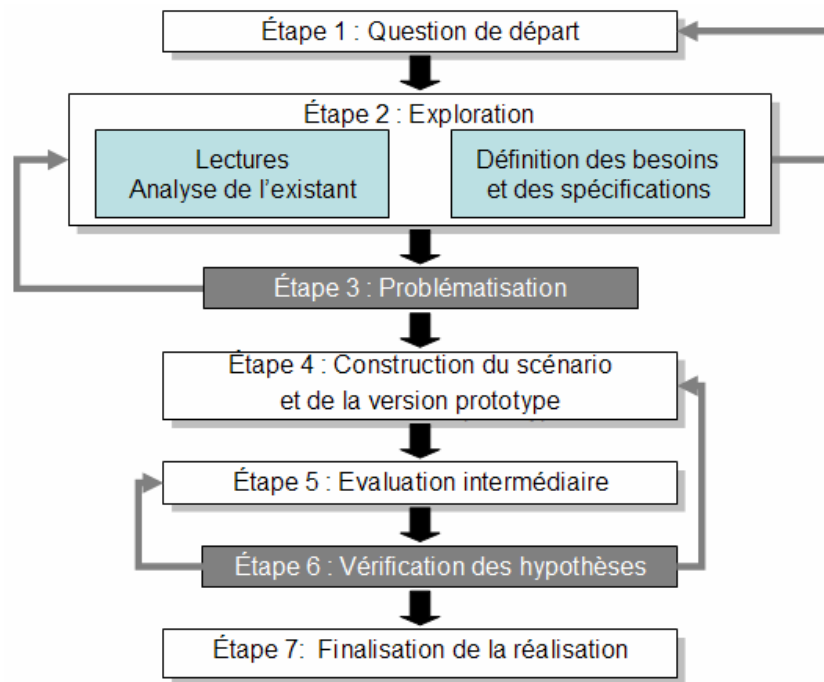 Étape 1 : Question de départ
Étape 2 : Exploration
Lectures
Analyse de l'existant
Définition des besoins
et des spécifications
Étape 3 : Problématisation
Étape 4 : Construction du scénario
et de la version prototype
Étape 5 : Evaluation intermédiaire
Étape 6 : Vérification des hypothèses
Étape 7:  Finalisation de la réalisation